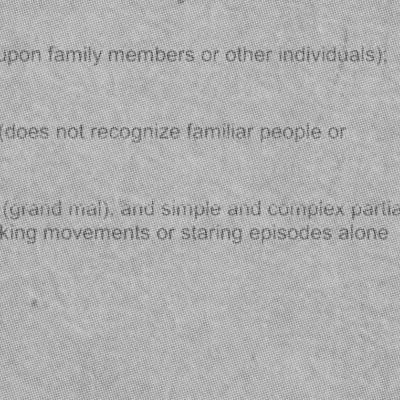 upon family members or other individuals);
(does not recognize familiar people or
(grand mal), and simple and complex partia
king movements or staring episodes alone